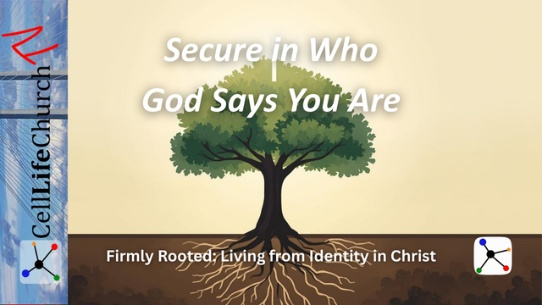 Secure in Who
God Says You Are
Firmly Rooted; Living from Identity in Christ
CellLifeChurch